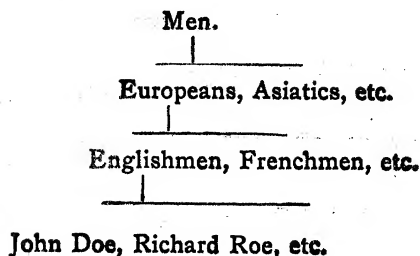 Men.
Europeans, Asiatics, etc.
Englishmen, Frenchmen, etc.
John Doe, Richard Roe, etc.